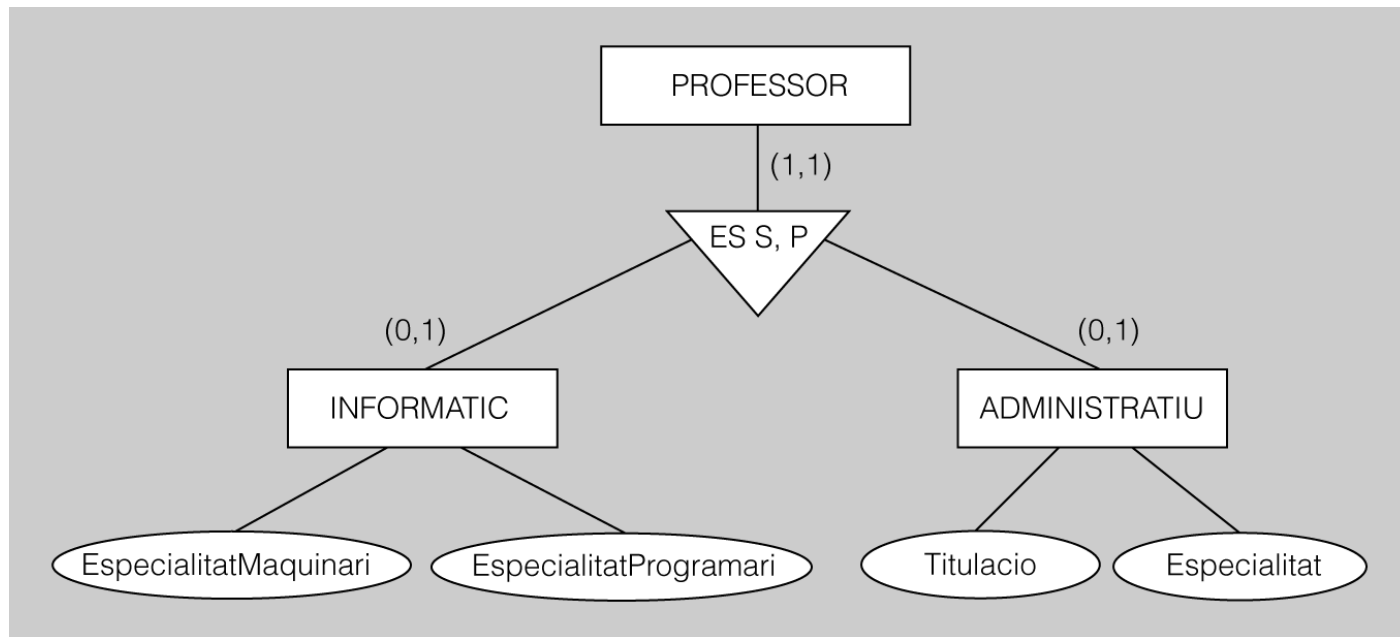 PROFESSOR
(1,1)
ES S, P
(0,1)
(0,1)
INFORMATIC
ADMINISTRATIU
EspecialitatMaquinari
EspecialitatProgramari
Titulacio
Especialitat